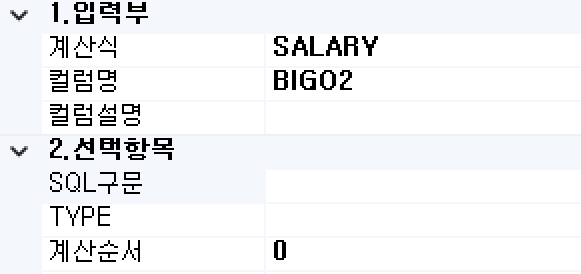 1.입력부
계산식 SALARY
컬럼명 BIGO2
컬럼설명
2.선택항목
SQL구문
TYPE
계산순서 0